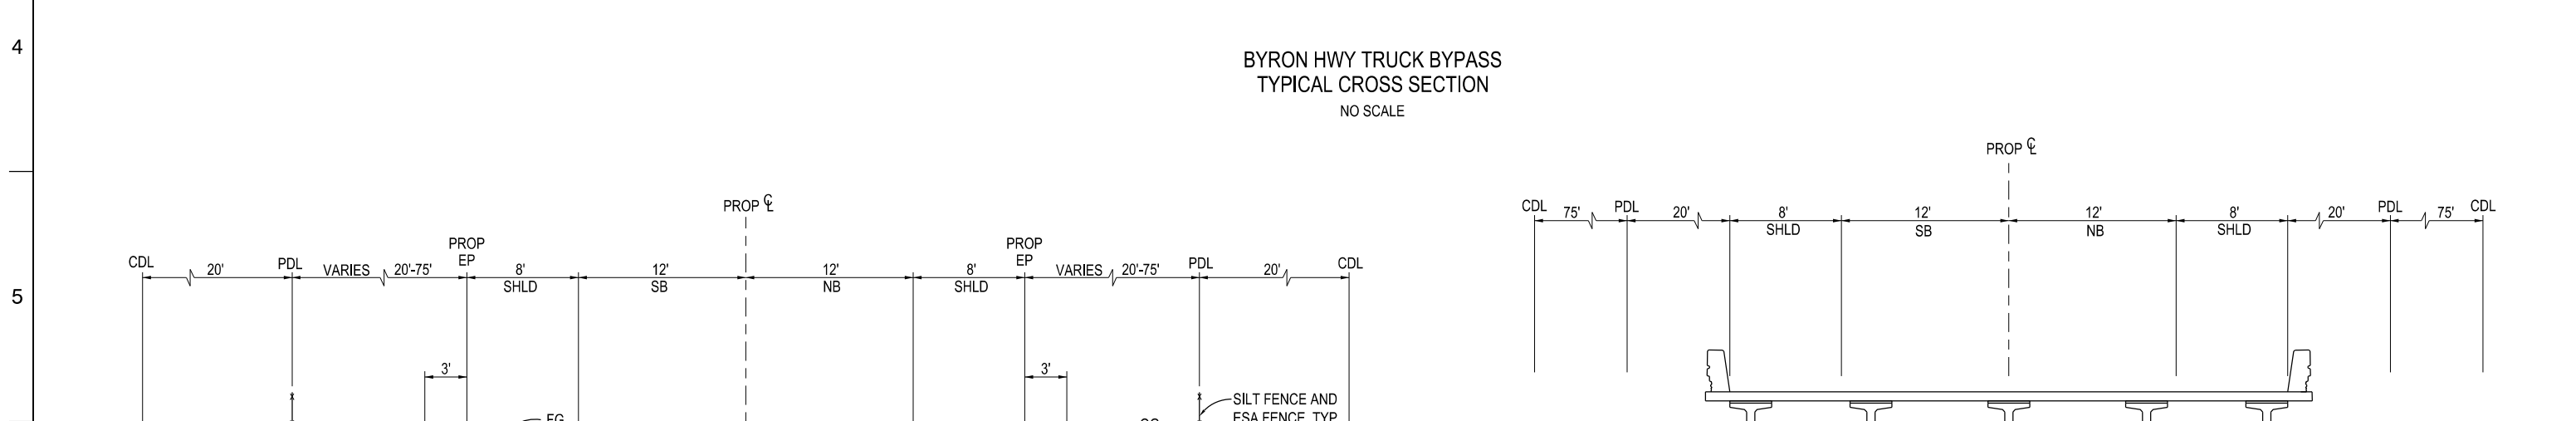 4
BYRON HWY TRUCK BYPASS
TYPICAL CROSS SECTION
NO SCALE
PROP ℄
CDL 75' PDL 20' 8' 12' 12' 8' 20' PDL 75' CDL
SHLD SB NB SHLD
PROP ℄
PROP PROP
CDL 20' PDL VARIES 20'-75' EP 8' 12' 12' 8' EP VARIES 20'-75' PDL 20' CDL
SHLD SB NB SHLD
5
3' 3'
SILT FENCE AND
ESA FENCE, TYP